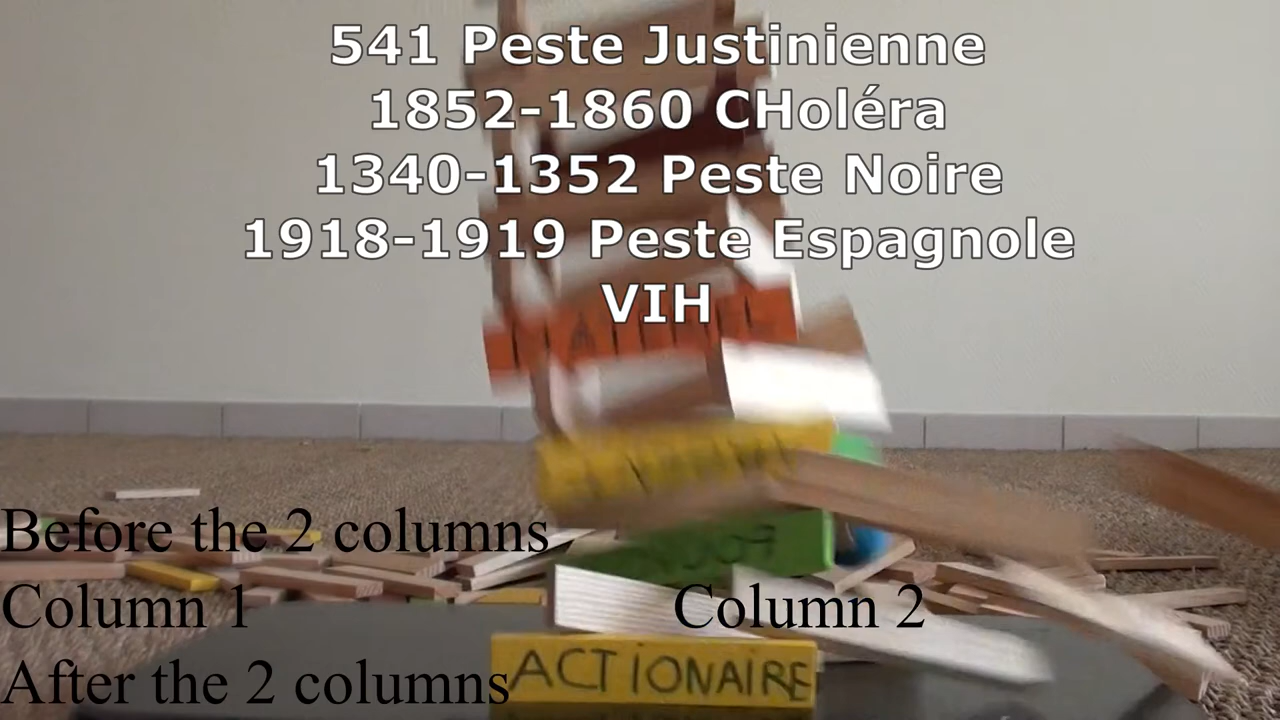 541 Peste Justinienne
1852-1860 CHoléra
1340-1352 Peste Noire
1918-1919 Peste Espagnole
VIH
Before the 2 columns
Column 1 Column 2
After the 2 columns
ACTIONAIRE